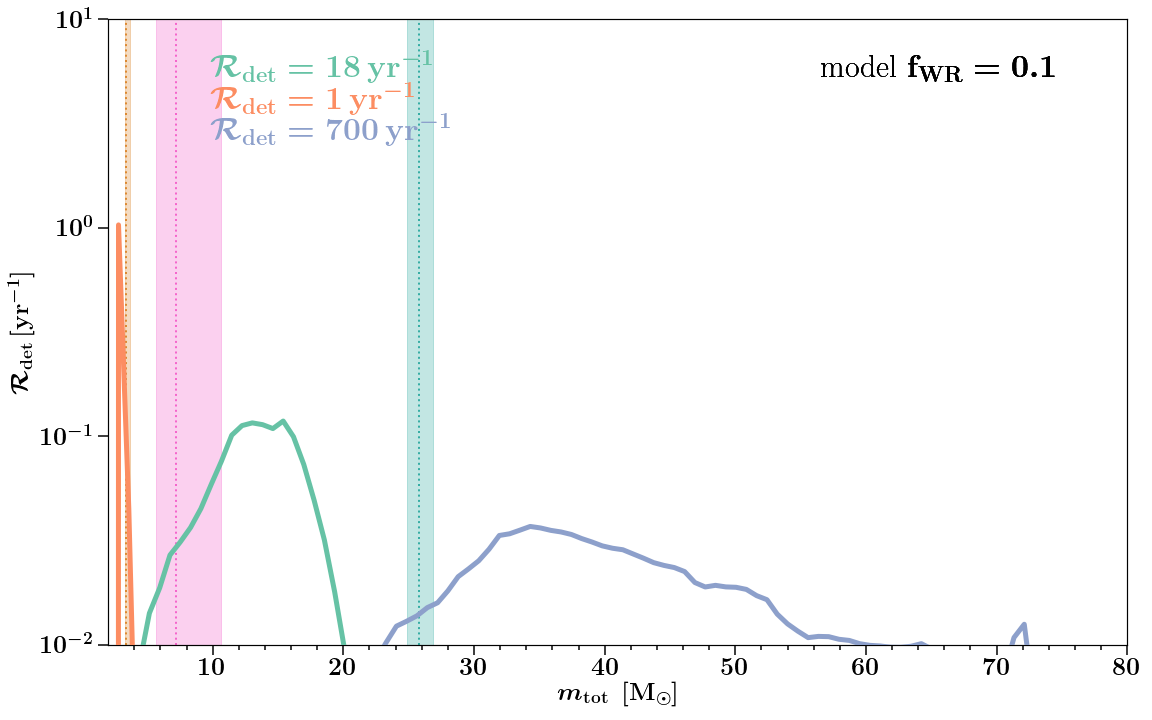 10¹
𝓡det = 18 yr⁻¹
model fWR = 0.1
𝓡det = 1 yr⁻¹
𝓡det = 700 yr⁻¹
10⁰
𝓡det [yr⁻¹]
10⁻¹
10⁻²
10 20 30 40 50 60 70 80
mtot [M⊙]